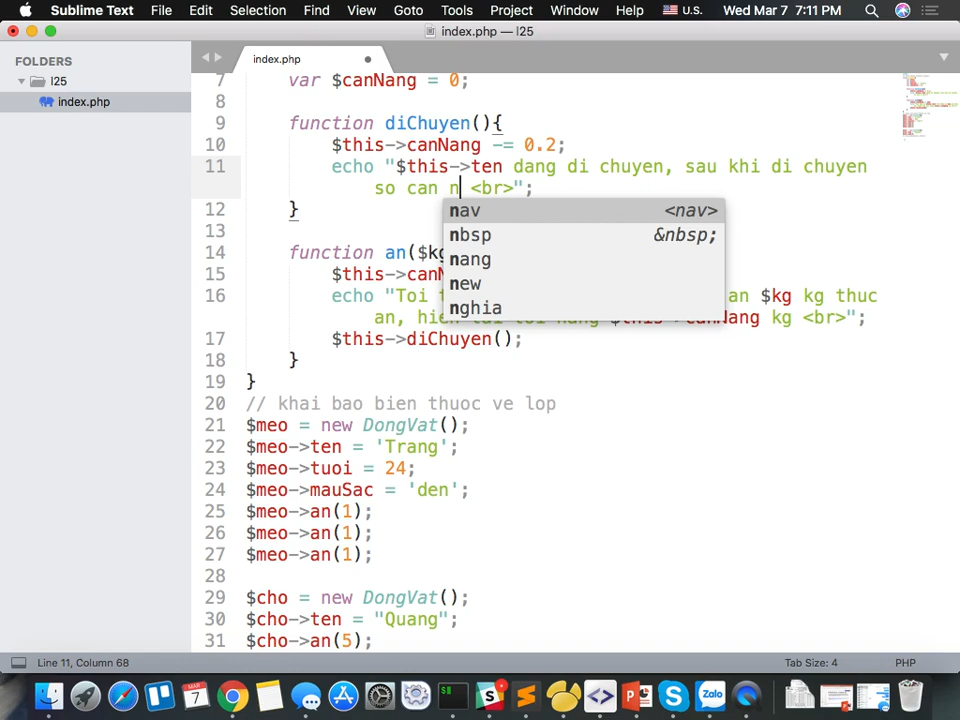 Sublime Text File Edit Selection Find View Goto Tools Project Window Help U.S. Wed Mar 7 7:11 PM
index.php — l25
FOLDERS
l25
index.php
index.php
7 var $canNang = 0;
8
9 function diChuyen(){
10 $this->canNang -= 0.2;
11 echo "$this->ten dang di chuyen, sau khi di chuyen
so can n <br>";
nav <nav>
nbsp &nbsp;
nang
new
nghia
12 }
13
14 function an($kg
15 $this->canN
16 echo "Toi t an $kg kg thuc
an, hien tai toi nang $this->canNang kg <br>";
17 $this->diChuyen();
18 }
19 }
20 // khai bao bien thuoc ve lop
21 $meo = new DongVat();
22 $meo->ten = 'Trang';
23 $meo->tuoi = 24;
24 $meo->mauSac = 'den';
25 $meo->an(1);
26 $meo->an(1);
27 $meo->an(1);
28
29 $cho = new DongVat();
30 $cho->ten = "Quang";
31 $cho->an(5);
Line 11, Column 68 Tab Size: 4 PHP
MAR
7
Zalo